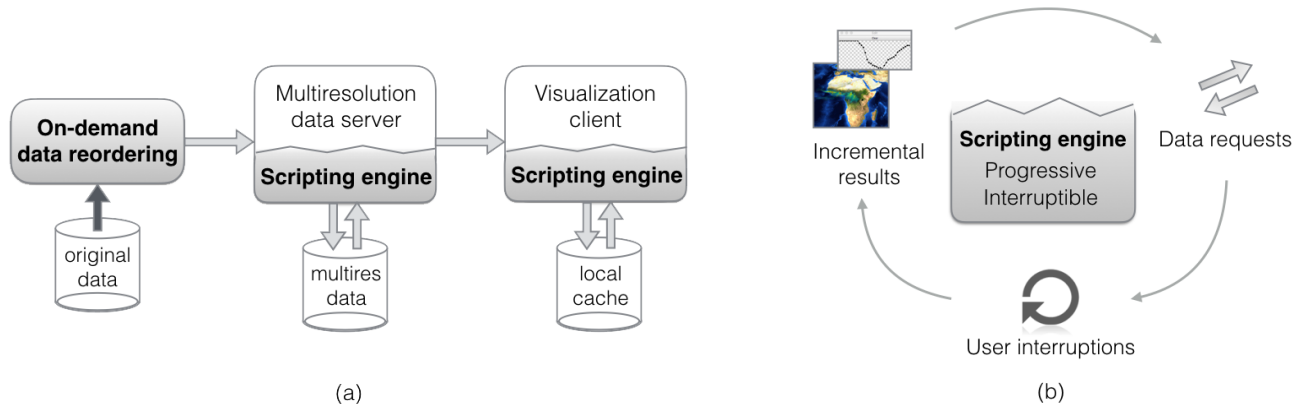 On-demand
data reordering
original
data
Multiresolution
data server
Scripting engine
multires
data
Visualization
client
Scripting engine
local
cache
(a)
Incremental
results
Scripting engine
Progressive
Interruptible
Data requests
User interruptions
(b)